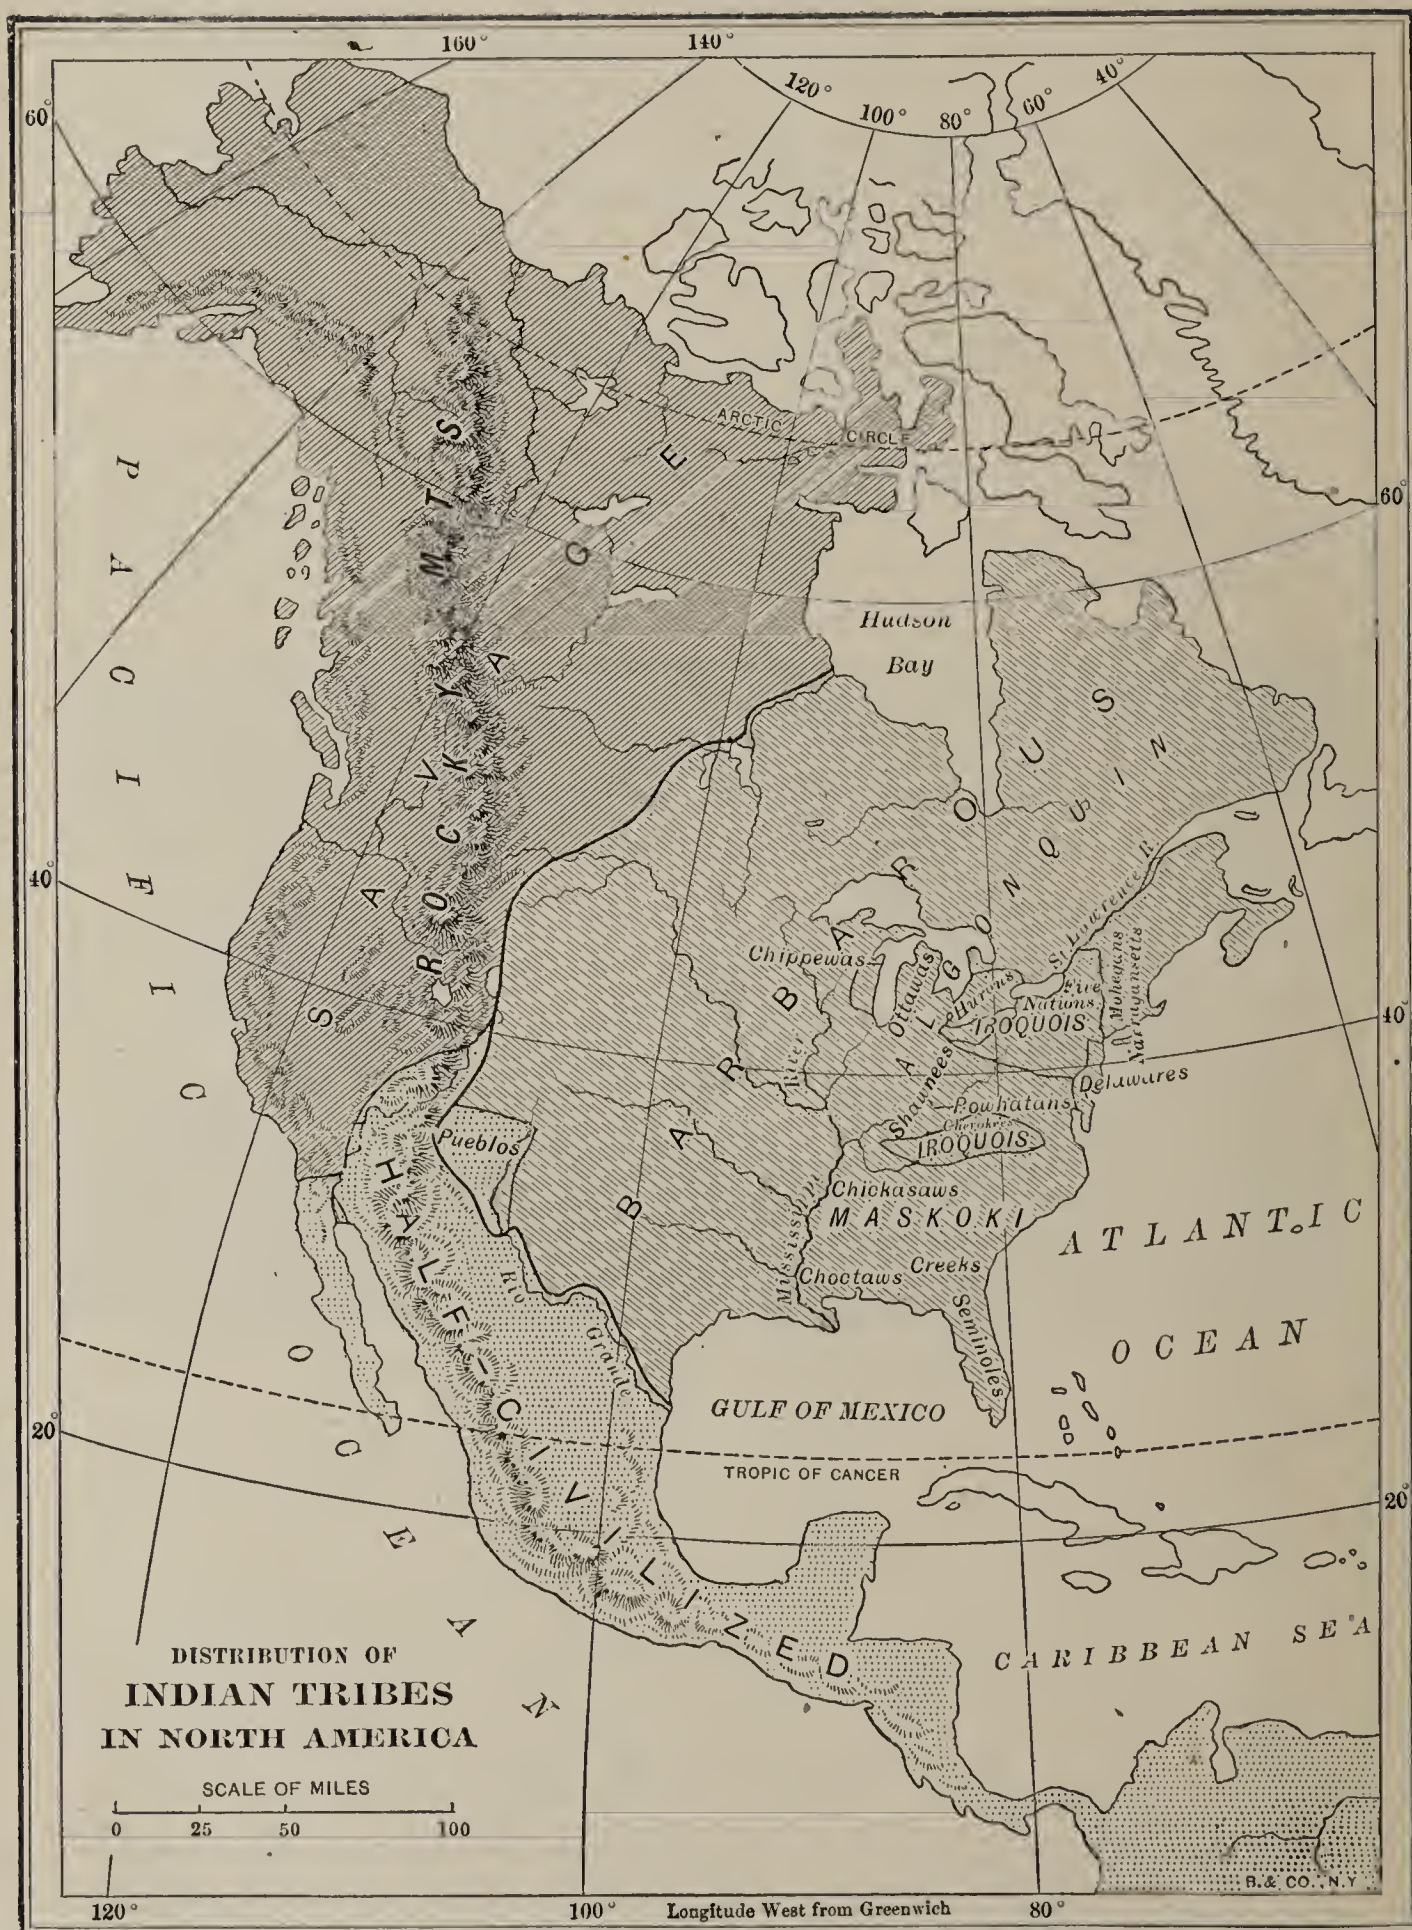 160° 140°
120° 100° 80° 60° 40°
60°
ARCTIC CIRCLE
60°
PACIFIC OCEAN
ROCKY MTS
SAVAGE
Hudson
Bay
BARBAROUS
ALGONQUIN
St. Lawrence R.
40°
Chippewas
Ottawas
Hurons
Five
Nations
IROQUOIS
Mohegans
Narragansetts
40°
River
Shawnees
Delawares
Powhatans
Cherokees
IROQUOIS
Pueblos
Chickasaws
MASKOKI
Mississippi
Choctaws
Creeks
Seminoles
HALF-CIVILIZED
Rio Grande
ATLANTIC
OCEAN
GULF OF MEXICO
TROPIC OF CANCER
20°
20°
CARIBBEAN SEA
DISTRIBUTION OF
INDIAN TRIBES
IN NORTH AMERICA
SCALE OF MILES
0 25 50 100
B. & CO., N.Y
120° 100° Longitude West from Greenwich 80°